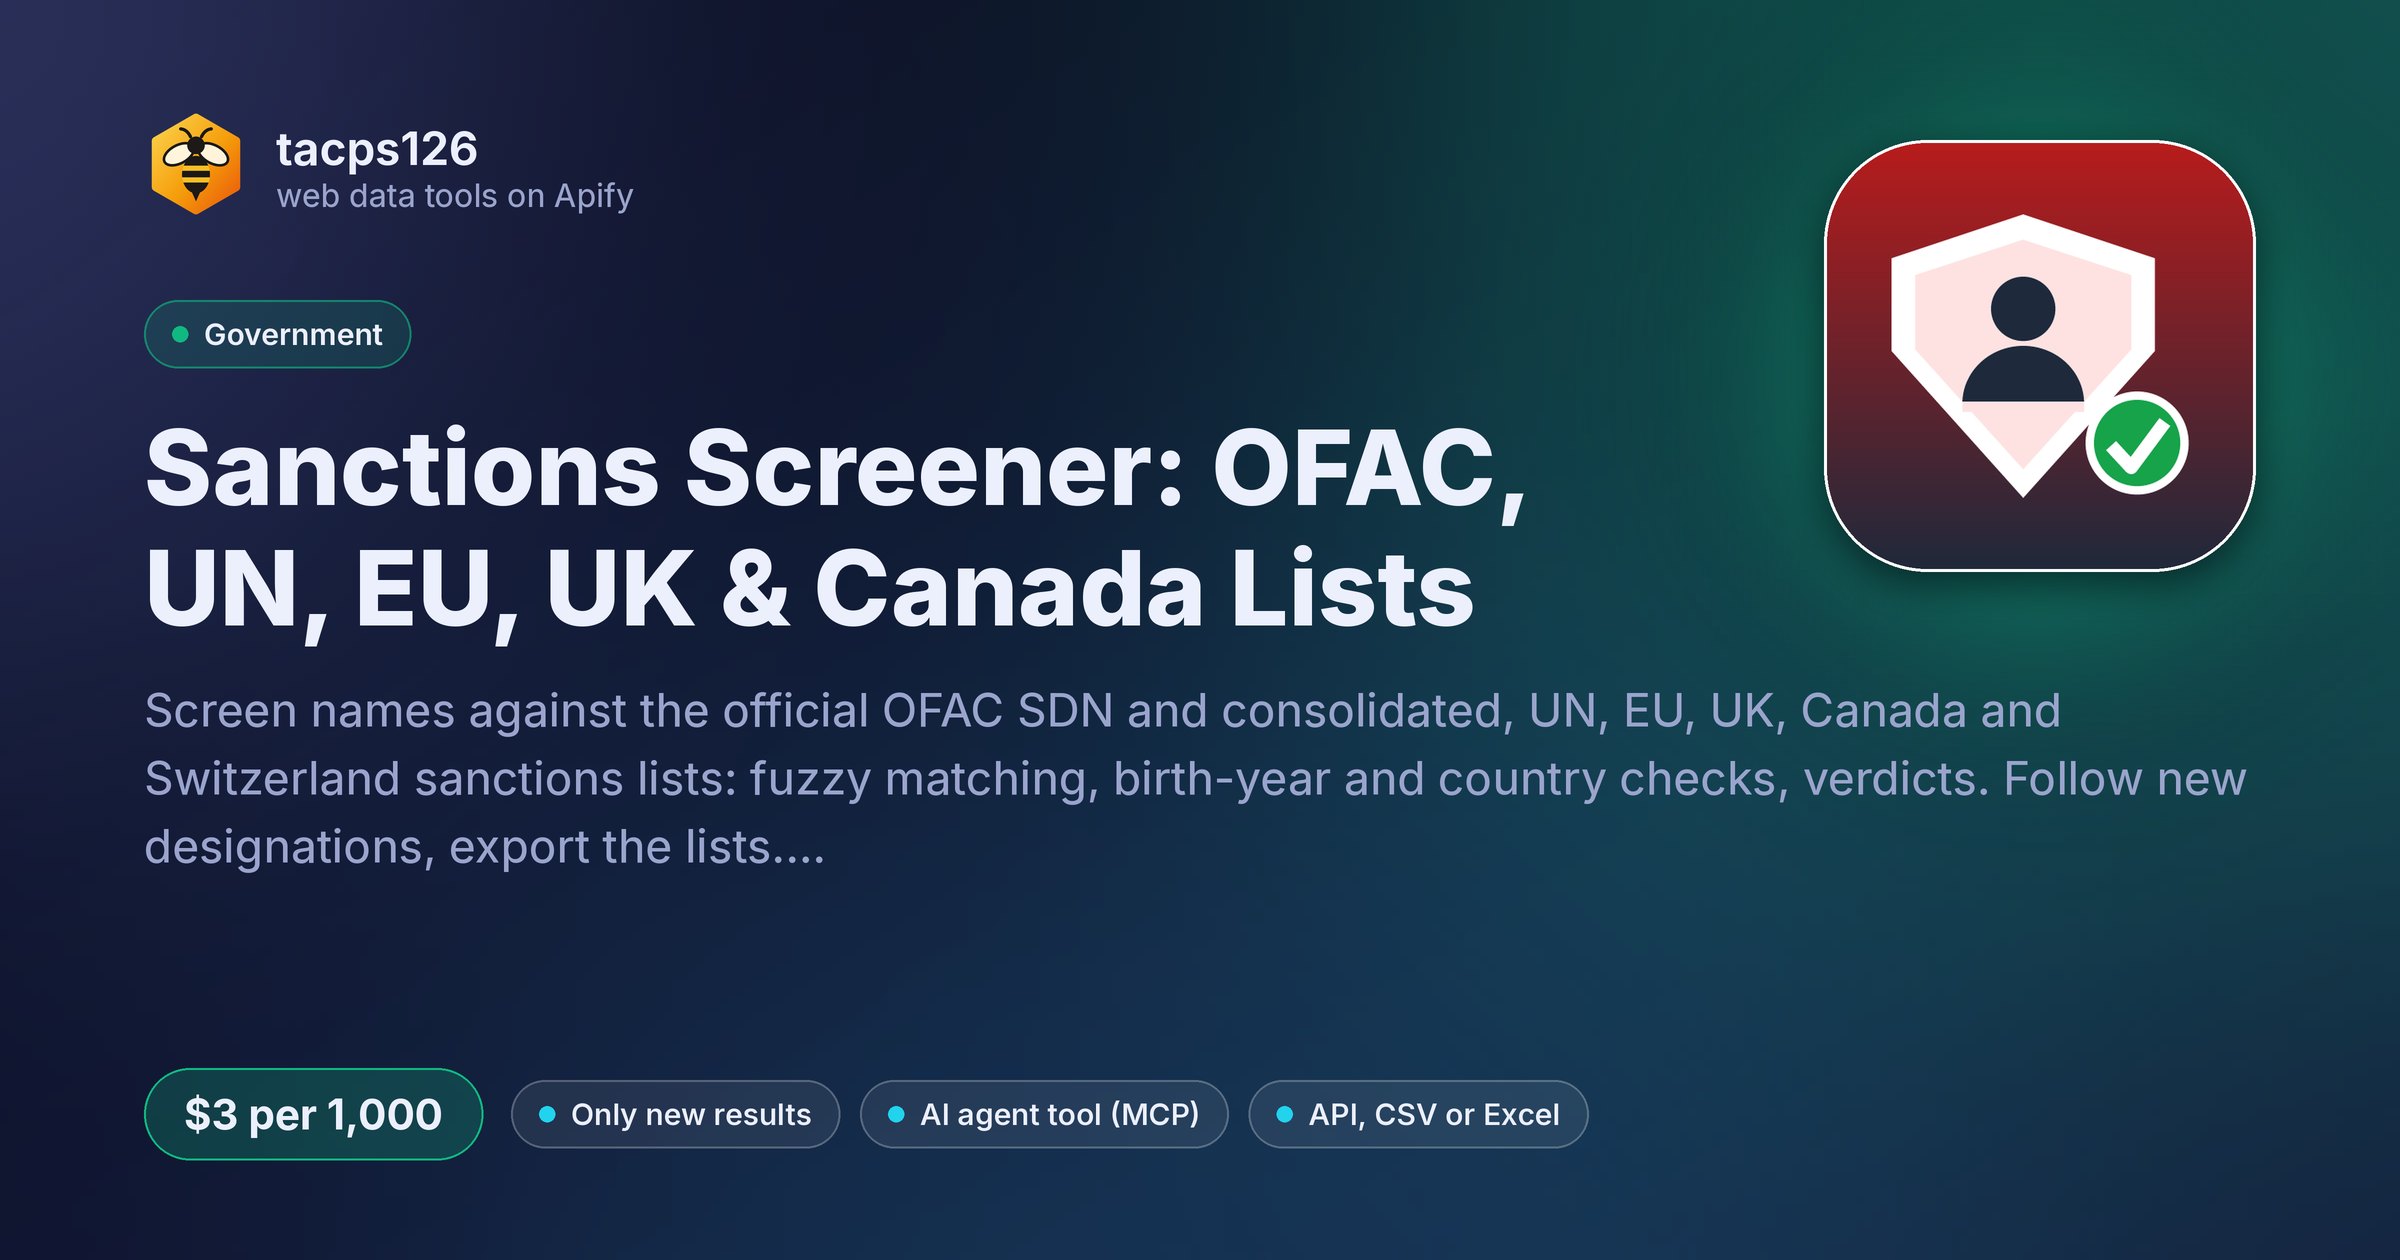 tacps126
web data tools on Apify
Government
Sanctions Screener: OFAC,
UN, EU, UK & Canada Lists
Screen names against the official OFAC SDN and consolidated, UN, EU, UK, Canada and
Switzerland sanctions lists: fuzzy matching, birth-year and country checks, verdicts. Follow new
designations, export the lists....
$3 per 1,000
Only new results
AI agent tool (MCP)
API, CSV or Excel